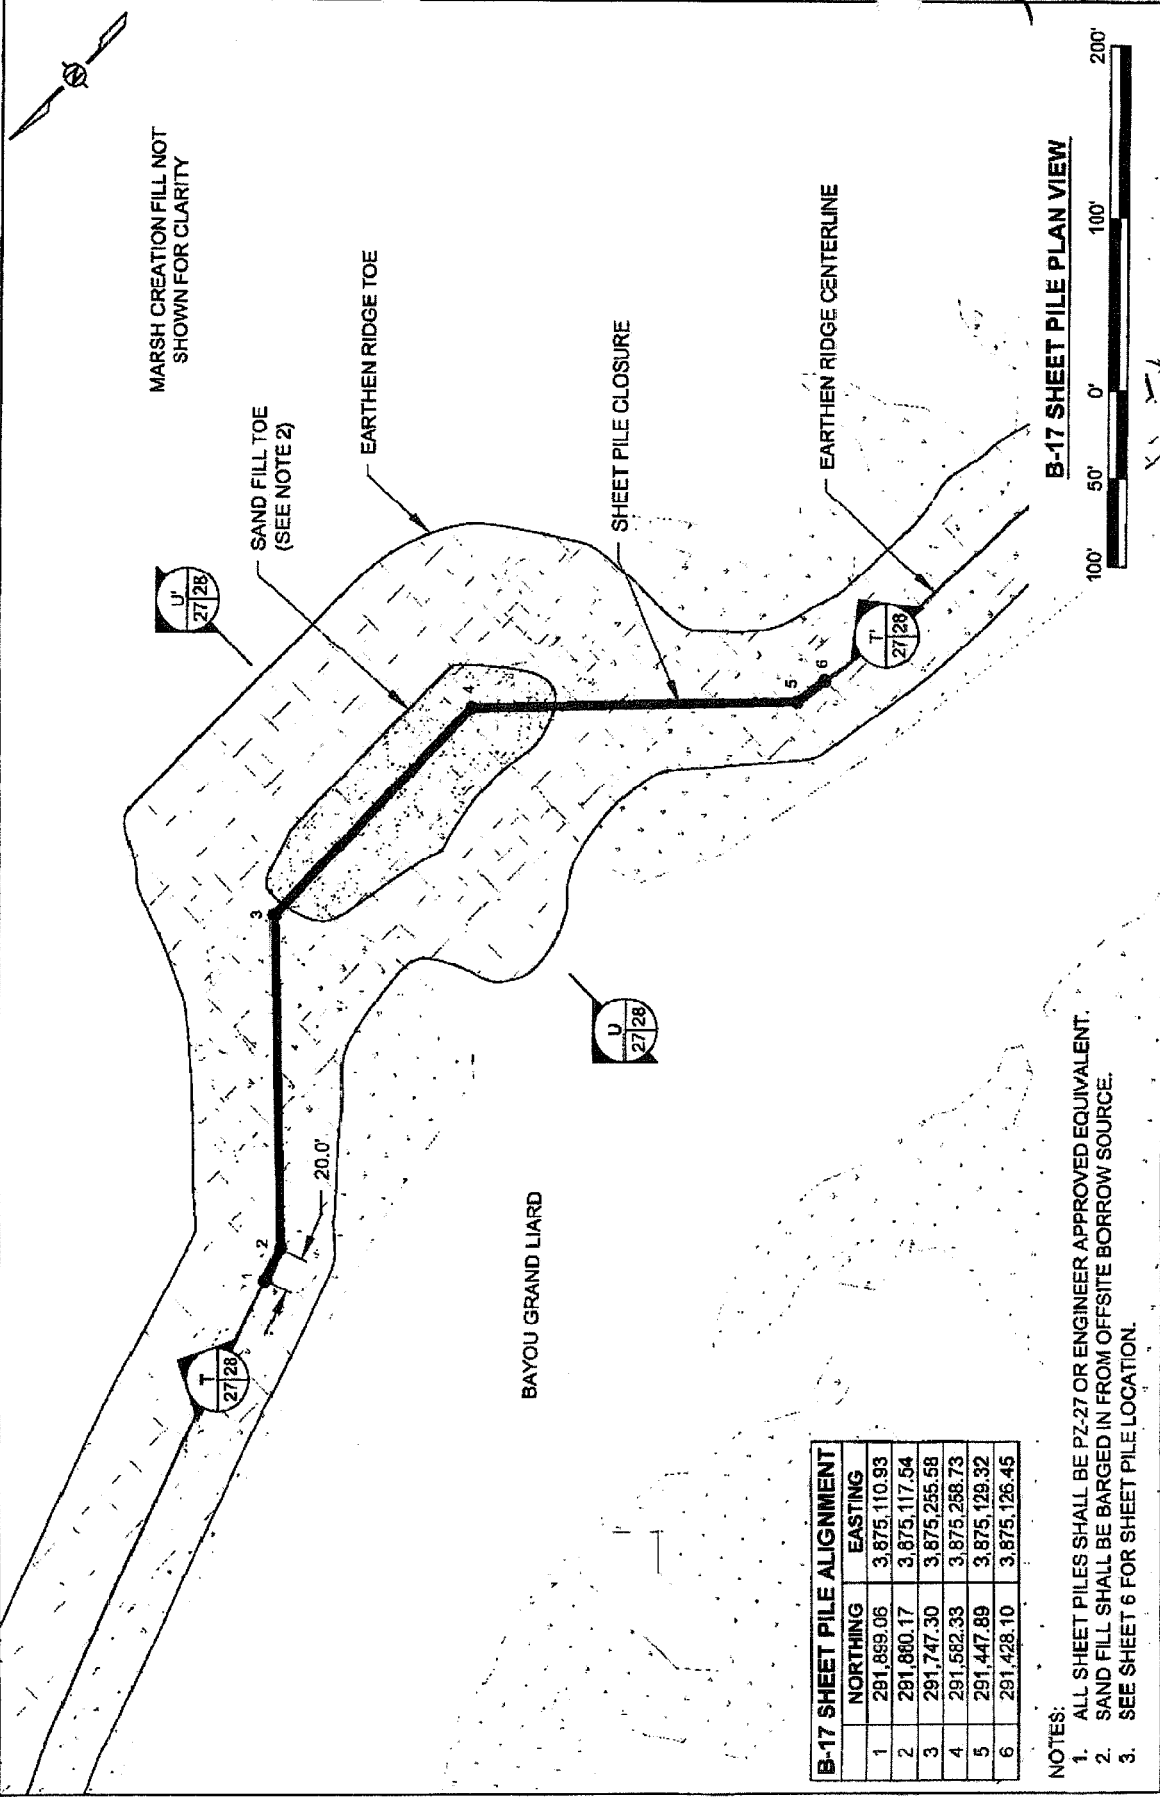 N
MARSH CREATION FILL NOT
SHOWN FOR CLARITY
U'
27 28
SAND FILL TOE
(SEE NOTE 2)
EARTHEN RIDGE TOE
SHEET PILE CLOSURE
EARTHEN RIDGE CENTERLINE
T
27 28
1
2
20.0'
3
4
5
6
T'
27 28
U
27 28
BAYOU GRAND LIARD
B-17 SHEET PILE ALIGNMENT
NORTHING EASTING
1 291,899.06 3,875,110.93
2 291,880.17 3,875,117.54
3 291,747.30 3,875,255.58
4 291,582.33 3,875,258.73
5 291,447.89 3,875,129.32
6 291,428.10 3,875,126.45
B-17 SHEET PILE PLAN VIEW
100' 50' 0' 100' 200'
NOTES:
1. ALL SHEET PILES SHALL BE PZ-27 OR ENGINEER APPROVED EQUIVALENT.
2. SAND FILL SHALL BE BARGED IN FROM OFFSITE BORROW SOURCE.
3. SEE SHEET 6 FOR SHEET PILE LOCATION.